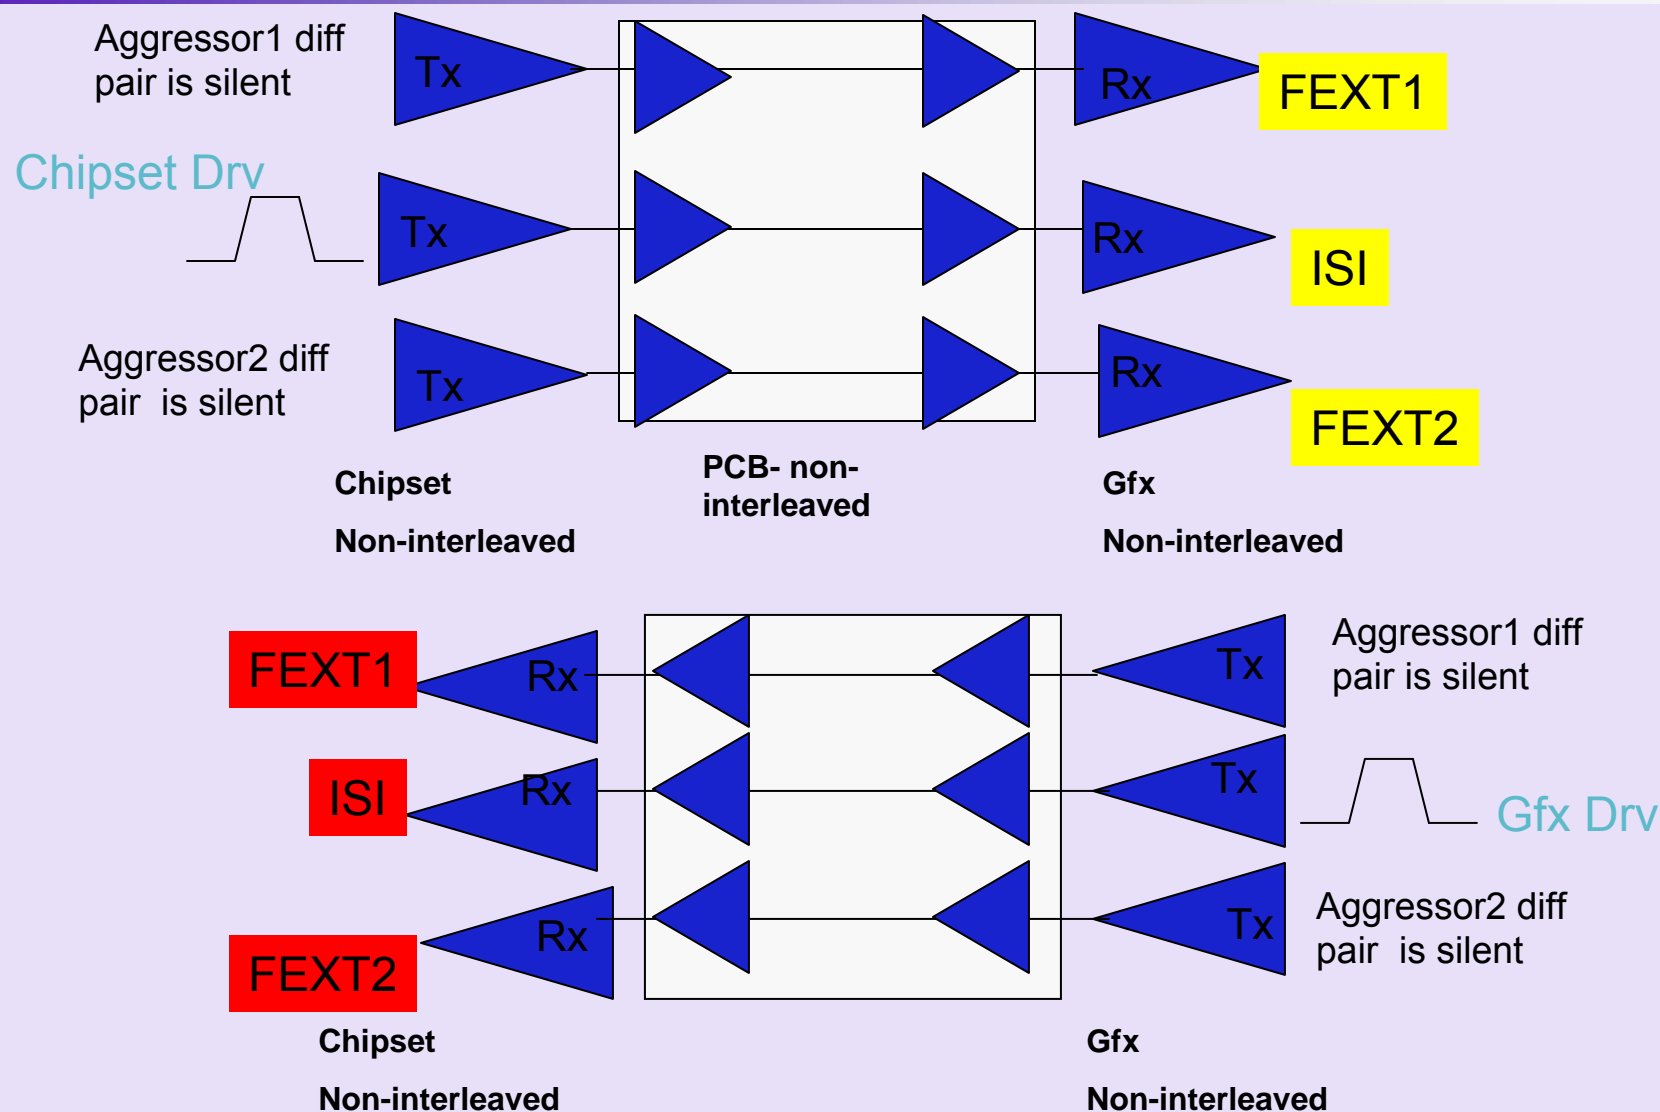 Aggressor1 diff
pair is silent
Tx
Rx
FEXT1
Chipset Drv
Tx
Rx
ISI
Aggressor2 diff
pair  is silent
Tx
Rx
FEXT2
Chipset
Non-interleaved
PCB- non-
interleaved
Gfx
Non-interleaved
FEXT1
Rx
Tx
Aggressor1 diff
pair is silent
ISI
Rx
Tx
Gfx Drv
FEXT2
Rx
Tx
Aggressor2 diff
pair  is silent
Chipset
Non-interleaved
Gfx
Non-interleaved